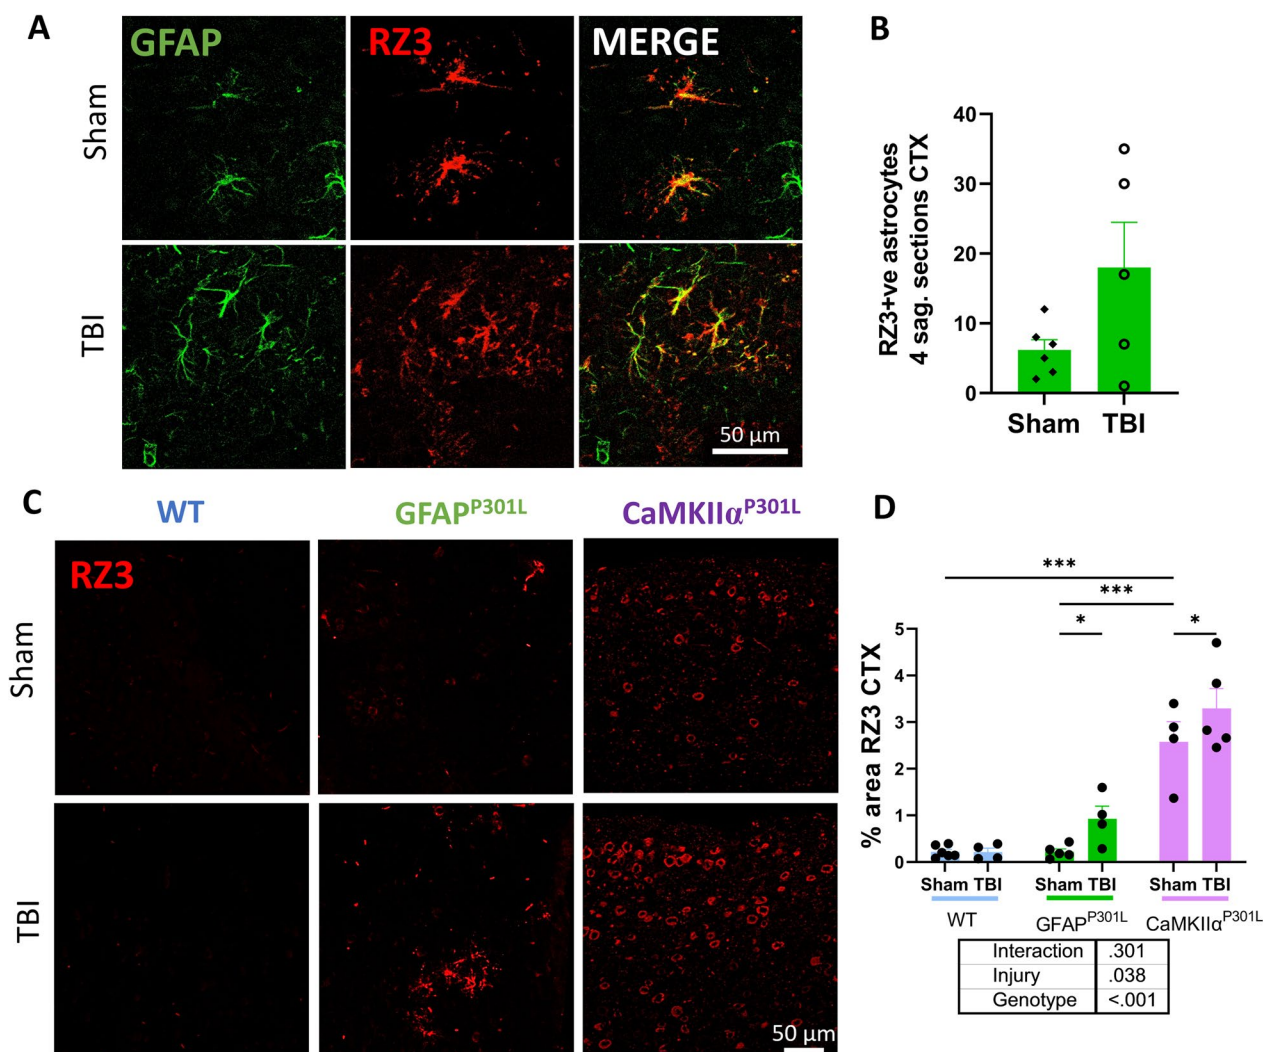 A
GFAP
RZ3
MERGE
Sham
TBI
50 µm
B
RZ3+ve astrocytes
4 sag. sections CTX
40
30
20
10
0
Sham TBI
C
WT
GFAP^P301L
CaMKIIα^P301L
RZ3
Sham
TBI
50 µm
D
***
***
*
*
% area RZ3 CTX
5
4
3
2
1
0
Sham TBI Sham TBI Sham TBI
WT GFAP^P301L CaMKIIα^P301L
Interaction .301
Injury .038
Genotype <.001